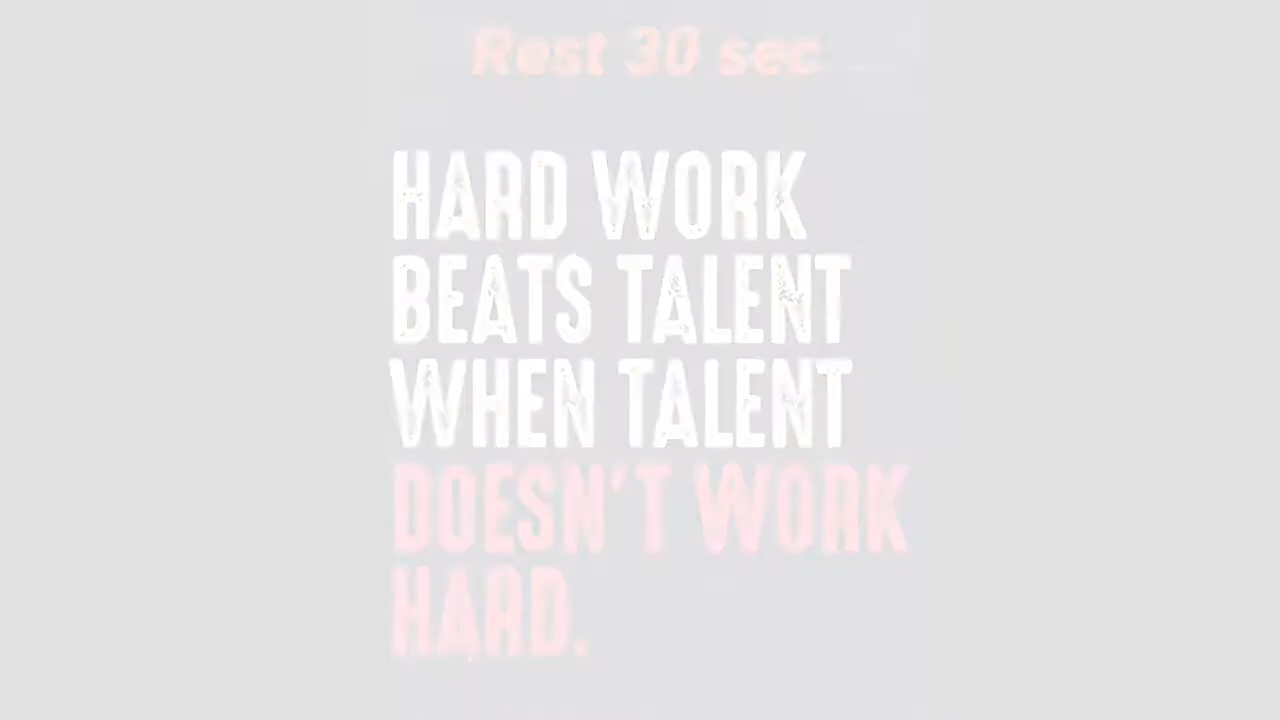 Rest 30 sec
HARD WORK
BEATS TALENT
WHEN TALENT
DOESN'T WORK
HARD.